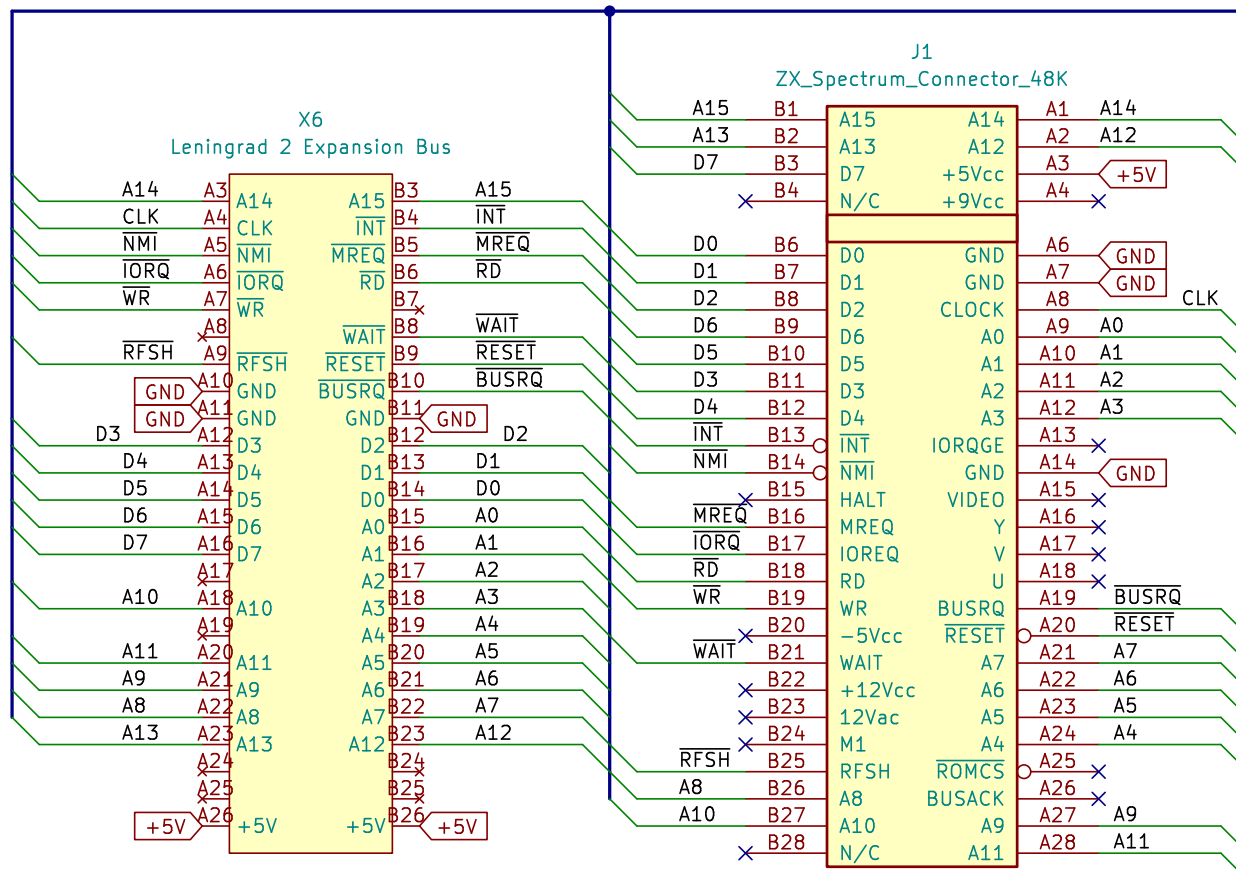 X6
Leningrad 2 Expansion Bus
A14 A3 A14 A15 B3 A15
CLK A4 CLK INT B4 INT
NMI A5 NMI MREQ B5 MREQ
IORQ A6 IORQ RD B6 RD
WR A7 WR B7
A8 WAIT B8 WAIT
RFSH A9 RFSH RESET B9 RESET
GND A10 GND BUSRQ B10 BUSRQ
GND A11 GND GND B11 GND
D3 A12 D3 D2 B12 D2
D4 A13 D4 D1 B13 D1
D5 A14 D5 D0 B14 D0
D6 A15 D6 A0 B15 A0
D7 A16 D7 A1 B16 A1
A17 A2 B17 A2
A10 A18 A10 A3 B18 A3
A19 A4 B19 A4
A11 A20 A11 A5 B20 A5
A9 A21 A9 A6 B21 A6
A8 A22 A8 A7 B22 A7
A13 A23 A13 A12 B23 A12
A24 B24
A25 B25
+5V A26 +5V +5V B26 +5V
J1
ZX_Spectrum_Connector_48K
A15 B1 A15 A14 A1 A14
A13 B2 A13 A12 A2 A12
D7 B3 D7 +5Vcc A3 +5V
B4 N/C +9Vcc A4
D0 B6 D0 GND A6 GND
D1 B7 D1 GND A7 GND
D2 B8 D2 CLOCK A8 CLK
D6 B9 D6 A0 A9 A0
D5 B10 D5 A1 A10 A1
D3 B11 D3 A2 A11 A2
D4 B12 D4 A3 A12 A3
INT B13 INT IORQGE A13
NMI B14 NMI GND A14 GND
B15 HALT VIDEO A15
MREQ B16 MREQ Y A16
IORQ B17 IOREQ V A17
RD B18 RD U A18
WR B19 WR BUSRQ A19 BUSRQ
B20 -5Vcc RESET A20 RESET
WAIT B21 WAIT A7 A21 A7
B22 +12Vcc A6 A22 A6
B23 12Vac A5 A23 A5
B24 M1 A4 A24 A4
RFSH B25 RFSH ROMCS A25
A8 B26 A8 BUSACK A26
A10 B27 A10 A9 A27 A9
B28 N/C A11 A28 A11